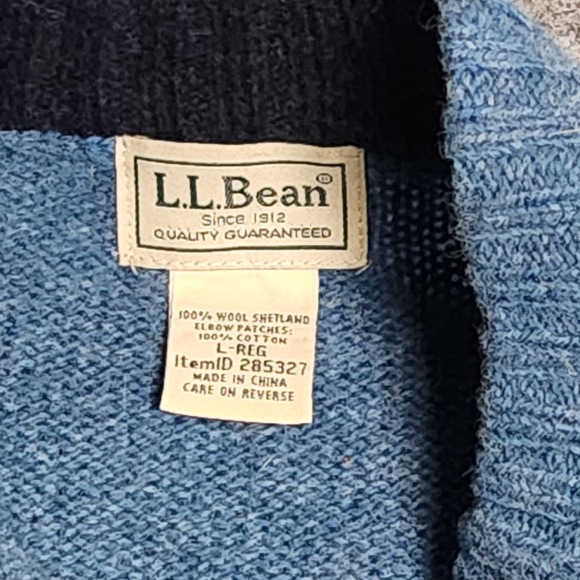 L.L.Bean®
Since 1912
QUALITY GUARANTEED
100% WOOL SHETLAND
ELBOW PATCHES:
100% COTTON
L-REG
ItemID 285327
MADE IN CHINA
CARE ON REVERSE